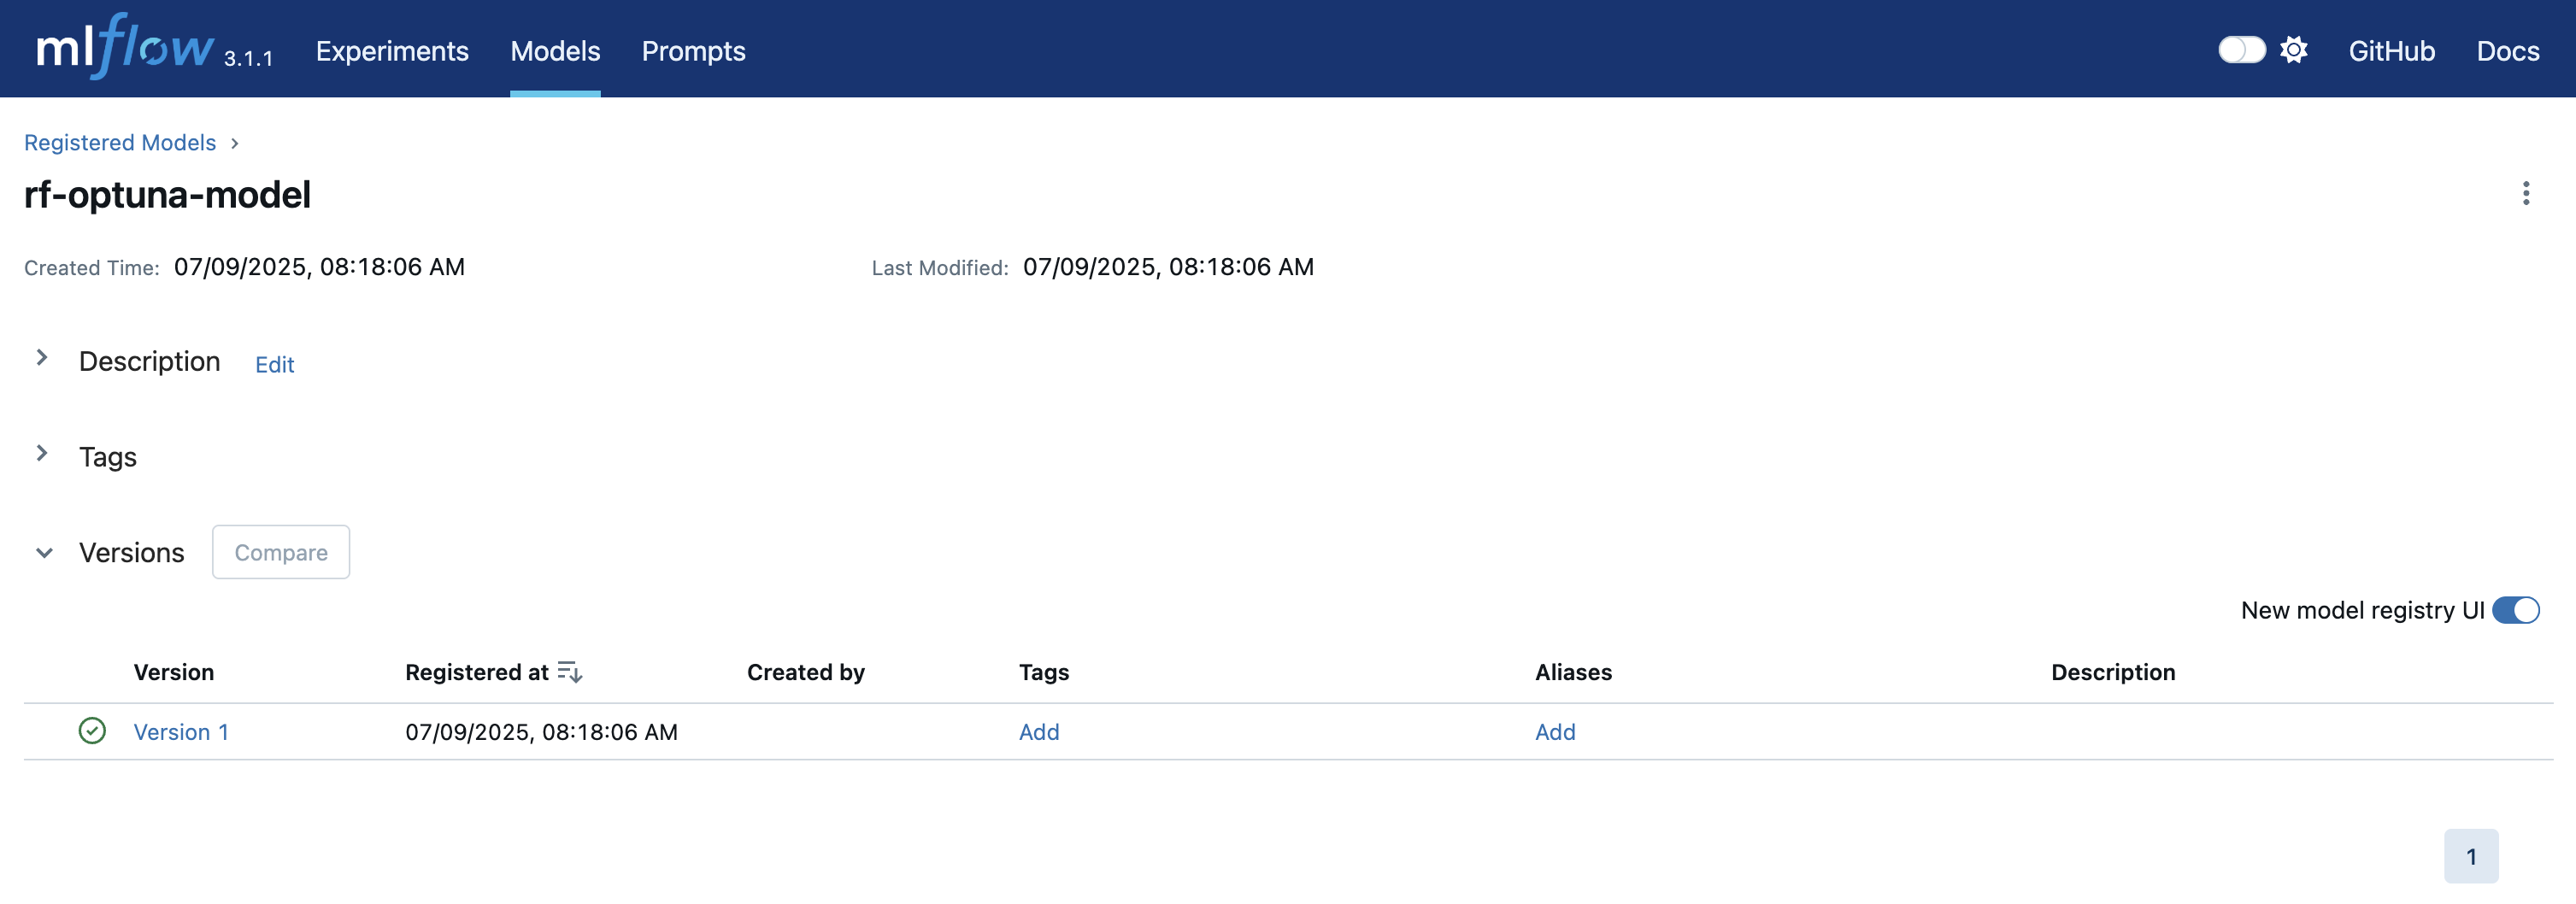 mlflow 3.1.1 Experiments Models Prompts GitHub Docs
Registered Models
rf-optuna-model
Created Time: 07/09/2025, 08:18:06 AM Last Modified: 07/09/2025, 08:18:06 AM
Description Edit
Tags
Versions Compare
New model registry UI
Version Registered at Created by Tags Aliases Description
Version 1 07/09/2025, 08:18:06 AM Add Add
1